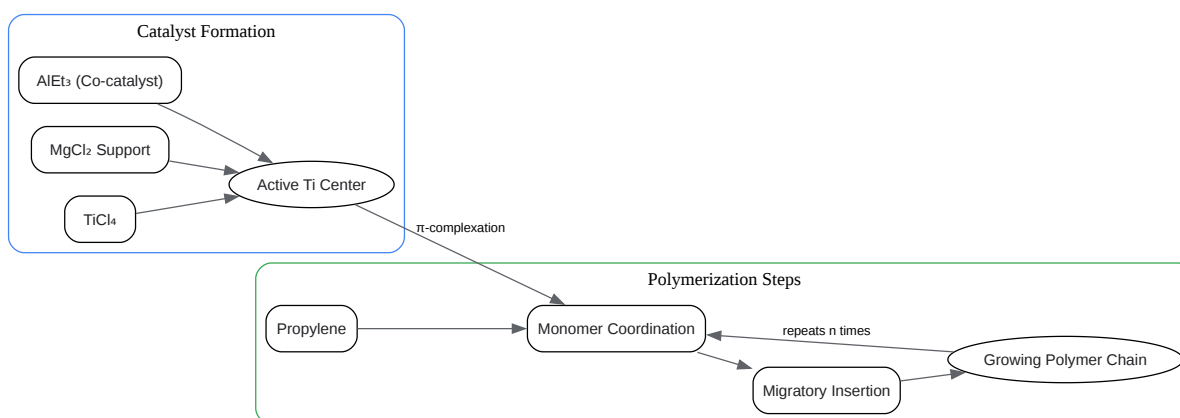 Catalyst Formation
AlEt₃ (Co-catalyst)
MgCl₂ Support
Active Ti Center
TiCl₄
π-complexation
Polymerization Steps
Propylene
Monomer Coordination
repeats n times
Growing Polymer Chain
Migratory Insertion